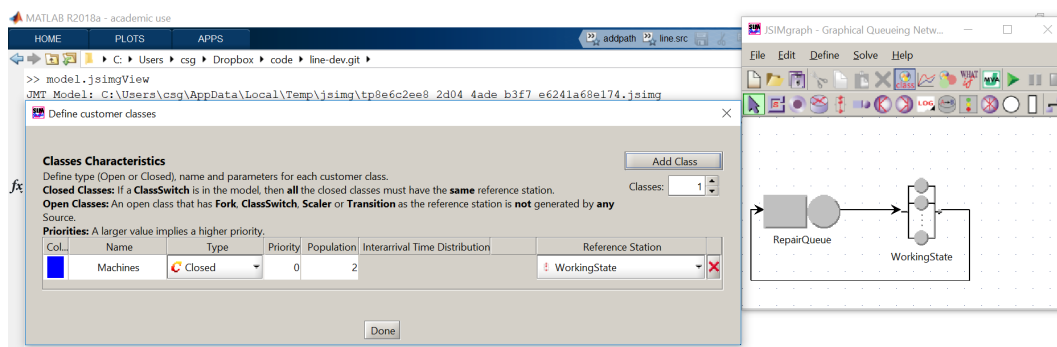 MATLAB R2018a - academic use
HOME PLOTS APPS
addpath line.src
C: Users csg Dropbox code line-dev.git
>> model.jsimgView
JMT Model: C:\Users\csg\AppData\Local\Temp\jsimg\tp8e6c2ee8_2d04_4ade_b3f7_e6241a68e174.jsimg
fx
Define customer classes
Classes Characteristics
Add Class
Define type (Open or Closed), name and parameters for each customer class.
Closed Classes: If a ClassSwitch is in the model, then all the closed classes must have the same reference station.
Classes: 1
Open Classes: An open class that has Fork, ClassSwitch, Scaler or Transition as the reference station is not generated by any
Source.
Priorities: A larger value implies a higher priority.
Col... Name Type Priority Population Interarrival Time Distribution Reference Station
Machines Closed 0 2 WorkingState
Done
JSIMgraph - Graphical Queueing Netw...
File Edit Define Solve Help
WHAT IF
MVA
LOG
RepairQueue
WorkingState